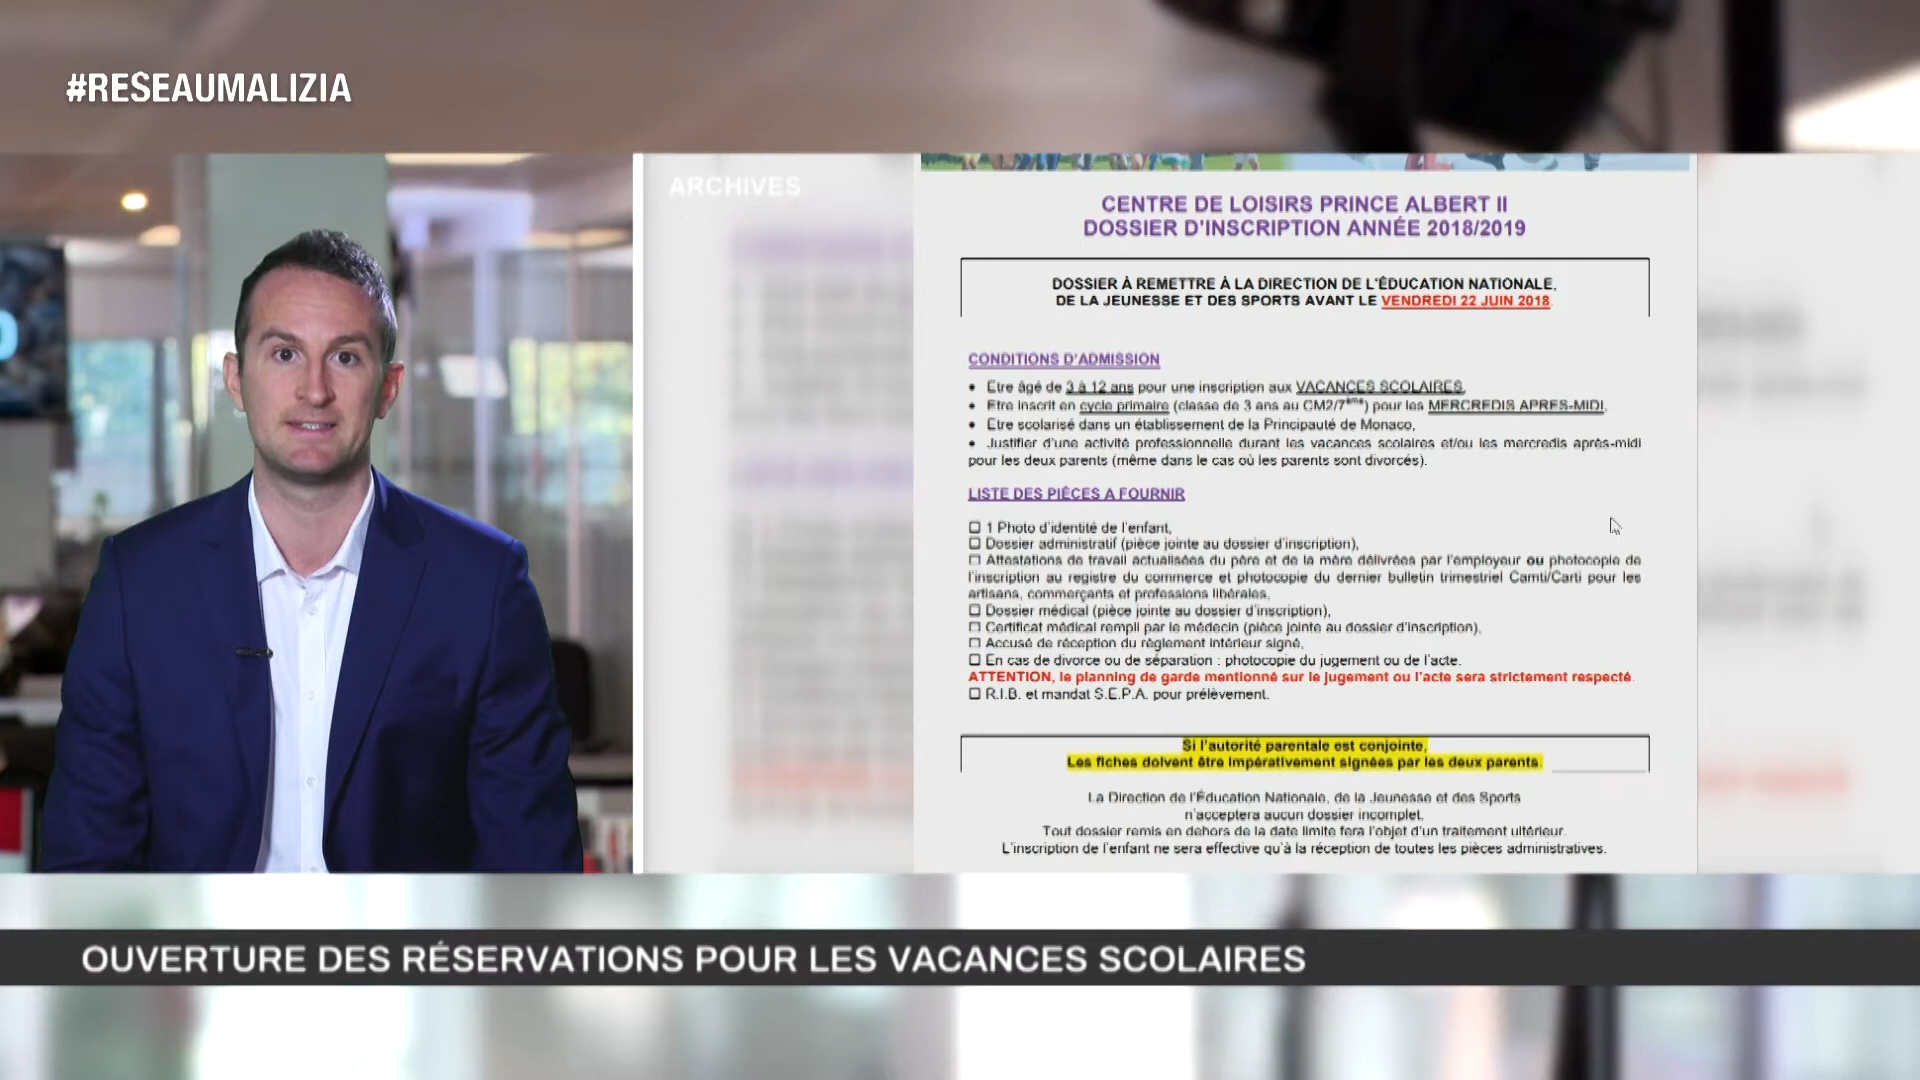 #RESEAUMALIZIA
ARCHIVES
CENTRE DE LOISIRS PRINCE ALBERT II
DOSSIER D'INSCRIPTION ANNÉE 2018/2019
DOSSIER À REMETTRE À LA DIRECTION DE L'ÉDUCATION NATIONALE,
DE LA JEUNESSE ET DES SPORTS AVANT LE VENDREDI 22 JUIN 2018
CONDITIONS D'ADMISSION
• Etre âgé de 3 à 12 ans pour une inscription aux VACANCES SCOLAIRES,
• Etre inscrit en cycle primaire (classe de 3 ans au CM2/7ème) pour les MERCREDIS APRES-MIDI,
• Etre scolarisé dans un établissement de la Principauté de Monaco,
• Justifier d'une activité professionnelle durant les vacances scolaires et/ou les mercredis après-midi
pour les deux parents (même dans le cas où les parents sont divorcés).
LISTE DES PIÈCES A FOURNIR
☐ 1 Photo d'identité de l'enfant,
☐ Dossier administratif (pièce jointe au dossier d'inscription),
☐ Attestations de travail actualisées du père et de la mère délivrées par l'employeur ou photocopie de
l'inscription au registre du commerce et photocopie du dernier bulletin trimestriel Camti/Carti pour les
artisans, commerçants et professions libérales,
☐ Dossier médical (pièce jointe au dossier d'inscription),
☐ Certificat médical rempli par le médecin (pièce jointe au dossier d'inscription),
☐ Accusé de réception du règlement intérieur signé,
☐ En cas de divorce ou de séparation : photocopie du jugement ou de l'acte.
ATTENTION, le planning de garde mentionné sur le jugement ou l'acte sera strictement respecté.
☐ R.I.B. et mandat S.E.P.A. pour prélèvement.
Si l'autorité parentale est conjointe,
Les fiches doivent être impérativement signées par les deux parents.
La Direction de l'Éducation Nationale, de la Jeunesse et des Sports
n'acceptera aucun dossier incomplet.
Tout dossier remis en dehors de la date limite fera l'objet d'un traitement ultérieur.
L'inscription de l'enfant ne sera effective qu'à la réception de toutes les pièces administratives.
OUVERTURE DES RÉSERVATIONS POUR LES VACANCES SCOLAIRES